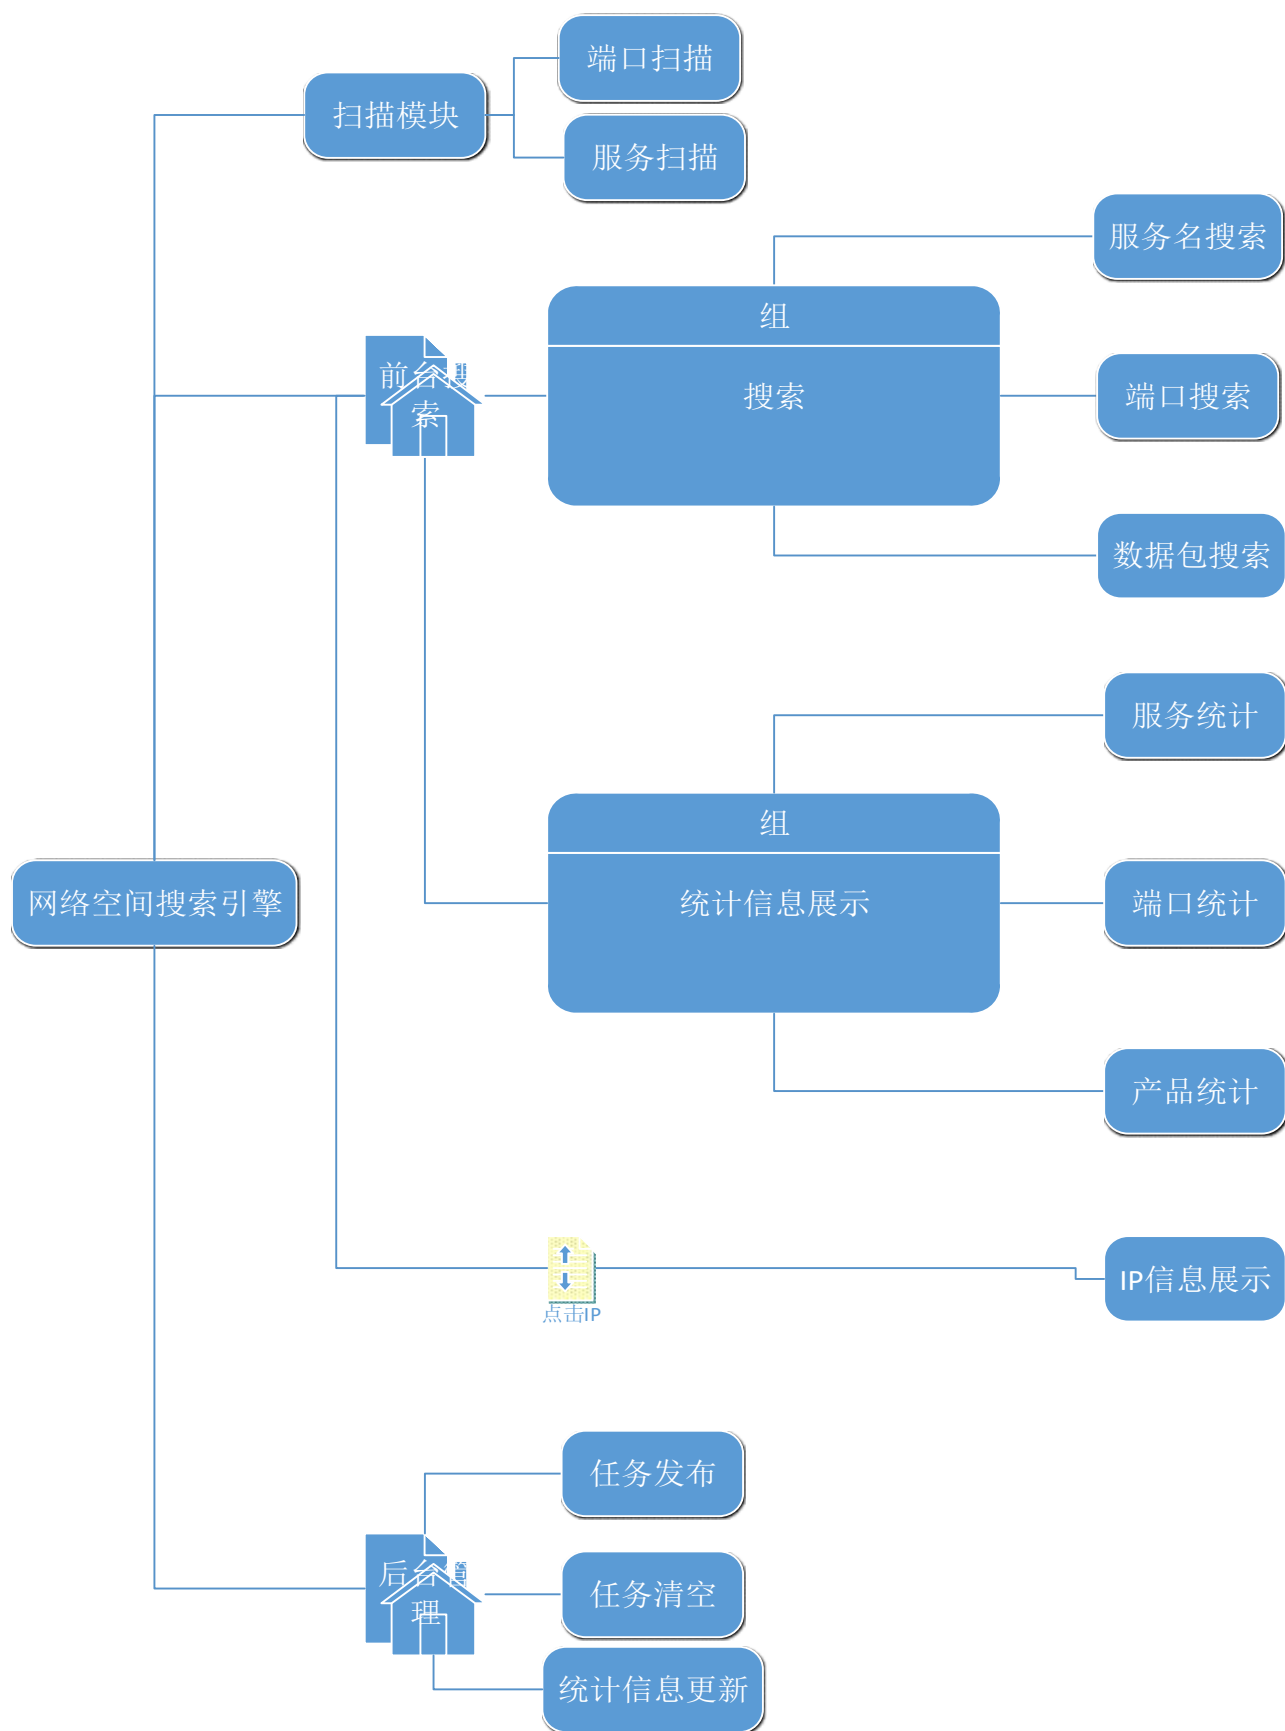 端口扫描
扫描模块
服务扫描
服务名搜索
组
搜索
前台搜
索
端口搜索
数据包搜索
服务统计
组
统计信息展示
网络空间搜索引擎
端口统计
产品统计
点击IP
IP信息展示
任务发布
后台管
理
任务清空
统计信息更新